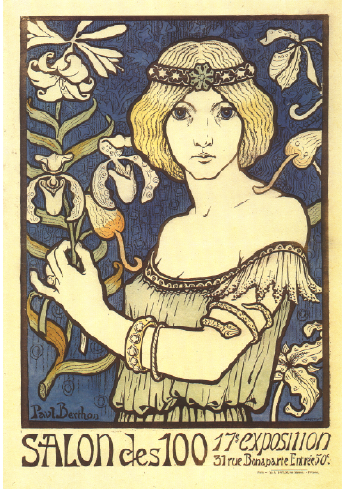 Paul Berthon
SALON des 100 17e exposition
31 rue Bonaparte Entrée 50c.